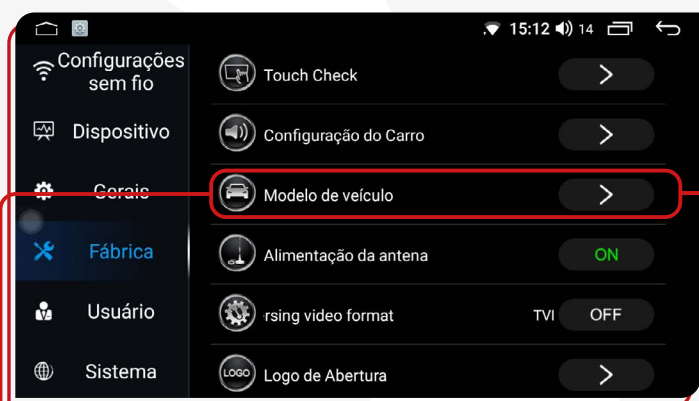 15:12 14
Configurações
sem fio
Dispositivo
Gerais
Fábrica
Usuário
Sistema
Touch Check
Configuração do Carro
Modelo de veículo
Alimentação da antena ON
rsing video format TVI OFF
LOGO Logo de Abertura